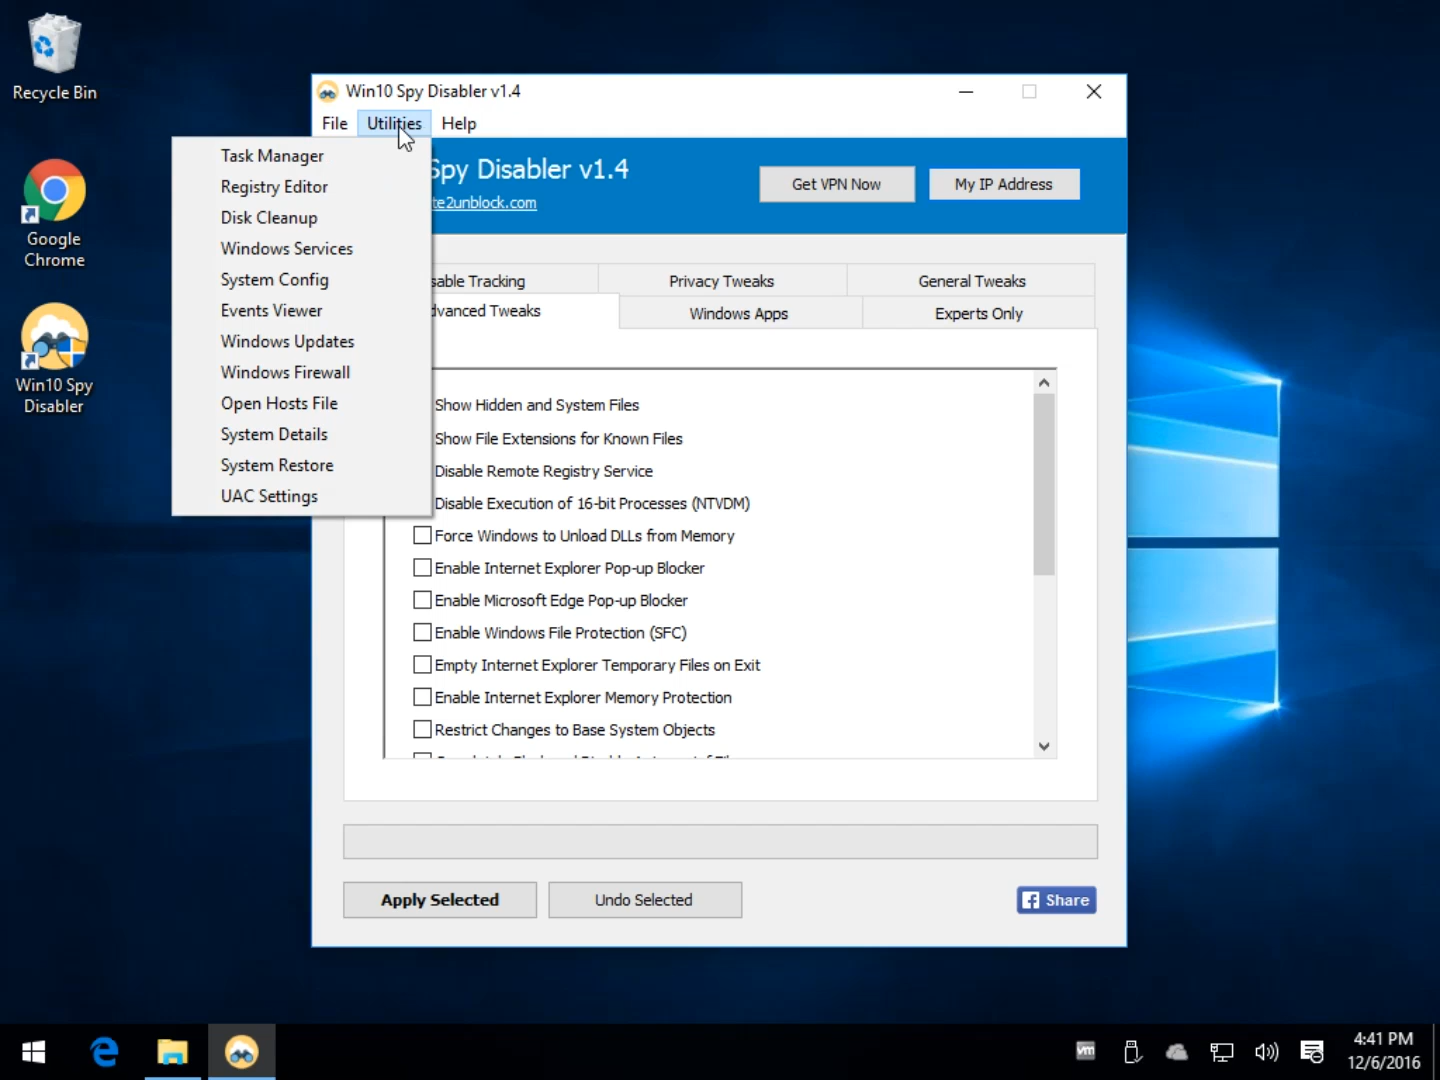 Recycle Bin
Google
Chrome
Win10 Spy
Disabler
Win10 Spy Disabler v1.4
File Utilities Help
Task Manager
Registry Editor
Disk Cleanup
Windows Services
System Config
Events Viewer
Windows Updates
Windows Firewall
Open Hosts File
System Details
System Restore
UAC Settings
Spy Disabler v1.4
te2unblock.com
Get VPN Now
My IP Address
sable Tracking
Privacy Tweaks
General Tweaks
dvanced Tweaks
Windows Apps
Experts Only
Show Hidden and System Files
Show File Extensions for Known Files
Disable Remote Registry Service
Disable Execution of 16-bit Processes (NTVDM)
Force Windows to Unload DLLs from Memory
Enable Internet Explorer Pop-up Blocker
Enable Microsoft Edge Pop-up Blocker
Enable Windows File Protection (SFC)
Empty Internet Explorer Temporary Files on Exit
Enable Internet Explorer Memory Protection
Restrict Changes to Base System Objects
Apply Selected
Undo Selected
Share
vm
4:41 PM
12/6/2016